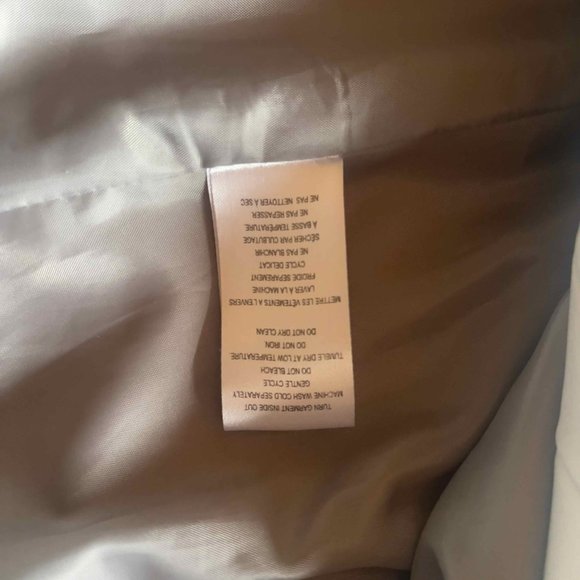 TURN GARMENT INSIDE OUT
MACHINE WASH COLD SEPARATELY
GENTLE CYCLE
DO NOT BLEACH
TUMBLE DRY AT LOW TEMPERATURE
DO NOT IRON
DO NOT DRY CLEAN
METTRE LES VÊTEMENTS A L'ENVERS
LAVER À LA MACHINE
FROIDE SEPAREMENT
CYCLE DELICAT
NE PAS BLANCHIR
SÉCHER PAR CULBUTAGE
À BASSE TEMPÉRATURE
NE PAS REPASSER
NE PAS NETTOYER À SEC